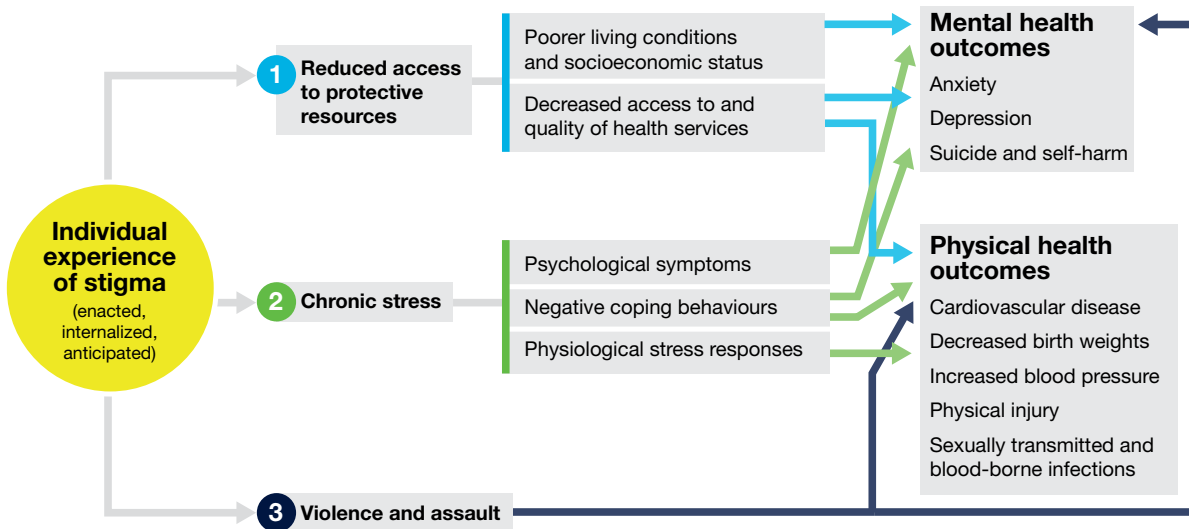 Individual
experience
of stigma
(enacted,
internalized,
anticipated)
1
Reduced access
to protective
resources
Poorer living conditions
and socioeconomic status
Decreased access to and
quality of health services
2
Chronic stress
Psychological symptoms
Negative coping behaviours
Physiological stress responses
3
Violence and assault
Mental health
outcomes
Anxiety
Depression
Suicide and self-harm
Physical health
outcomes
Cardiovascular disease
Decreased birth weights
Increased blood pressure
Physical injury
Sexually transmitted and
blood-borne infections